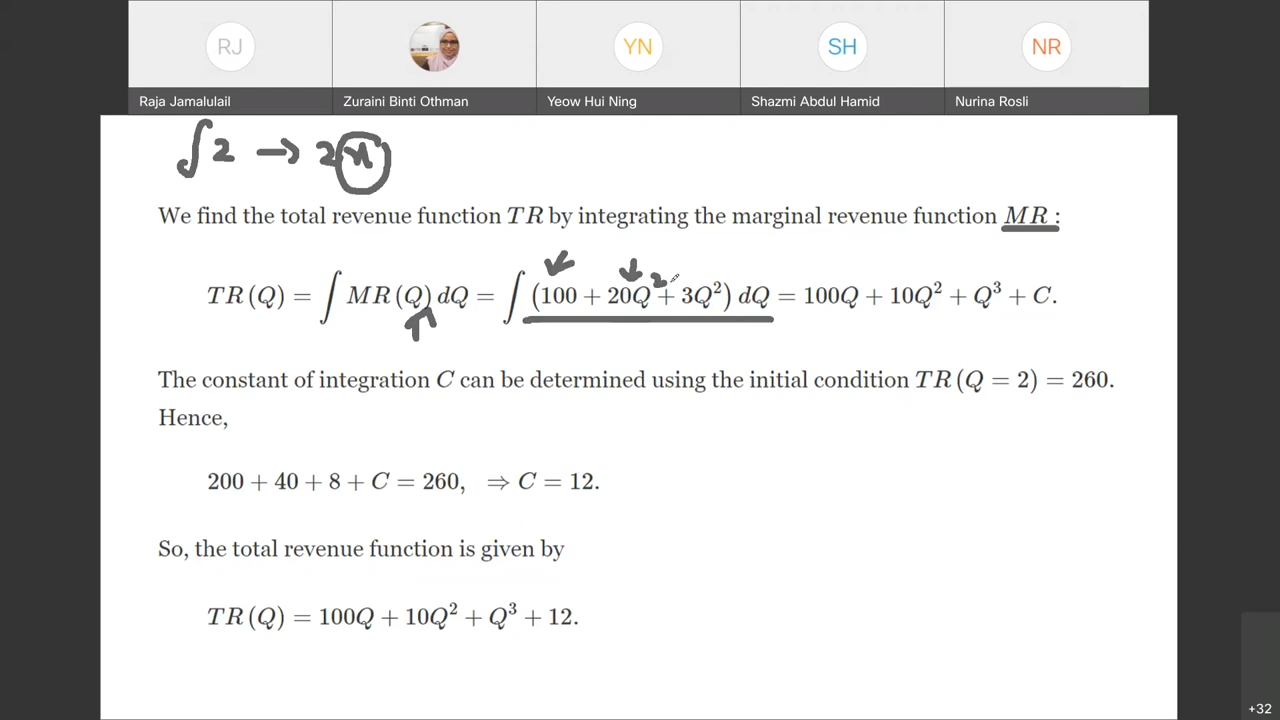 RJ YN SH NR
Raja Jamalulail Zuraini Binti Othman Yeow Hui Ning Shazmi Abdul Hamid Nurina Rosli
∫2 → 2x
We find the total revenue function TR by integrating the marginal revenue function MR :
TR (Q) = ∫ MR (Q) dQ = ∫ (100 + 20Q + 3Q²) dQ = 100Q + 10Q² + Q³ + C.
2
The constant of integration C can be determined using the initial condition TR (Q = 2) = 260.
Hence,
200 + 40 + 8 + C = 260, ⇒ C = 12.
So, the total revenue function is given by
TR (Q) = 100Q + 10Q² + Q³ + 12.
+32